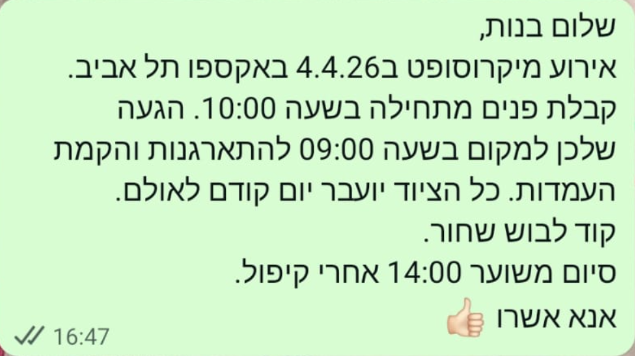 שלום בנות,
אירוע מיקרוסופט ב4.4.26 באקספו תל אביב.
קבלת פנים מתחילה בשעה 10:00. הגעה
שלכן למקום בשעה 09:00 להתארגנות והקמת
העמדות. כל הציוד יועבר יום קודם לאולם.
קוד לבוש שחור.
סיום משוער 14:00 אחרי קיפול.
אנא אשרו 👍🏻
16:47